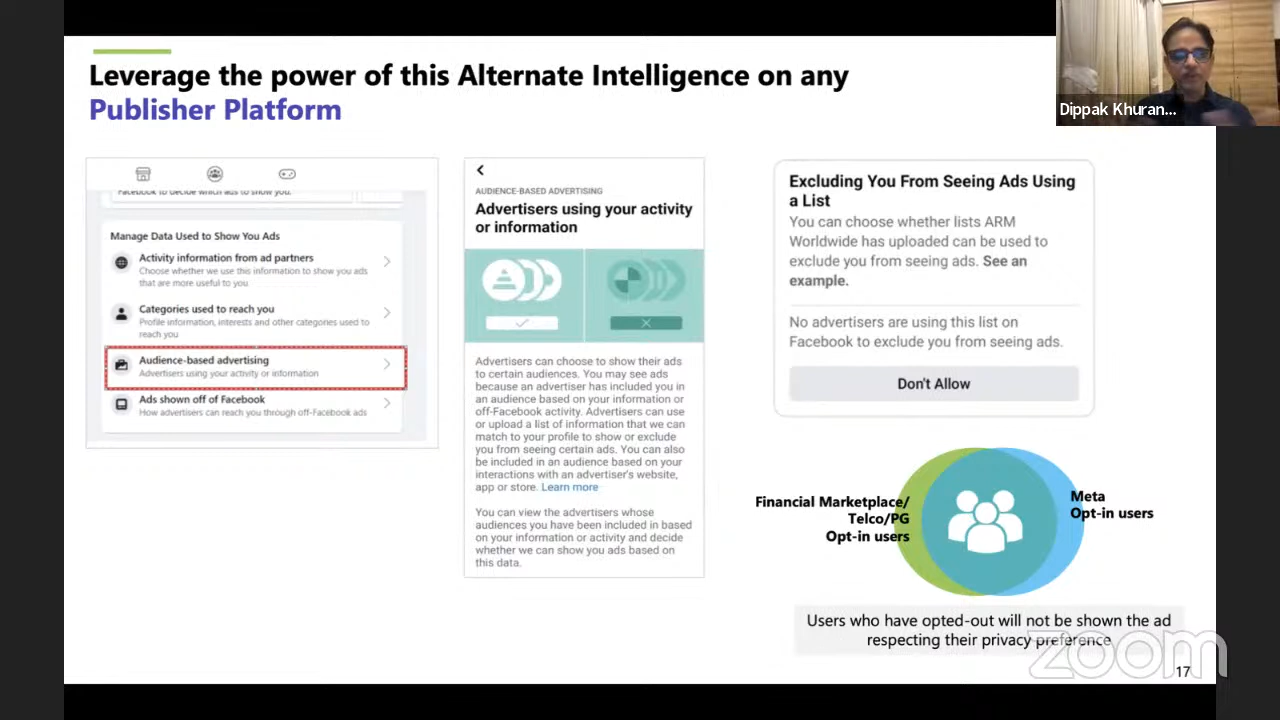 Leverage the power of this Alternate Intelligence on any
Publisher Platform
Dippak Khuran...
Facebook to decide which ads to show you.
Manage Data Used to Show You Ads
Activity information from ad partners
Choose whether we use this information to show you ads
that are more useful to you
Categories used to reach you
Profile information, interests and other categories used to
reach you
Audience-based advertising
Advertisers using your activity or information
Ads shown off of Facebook
How advertisers can reach you through off-Facebook ads
AUDIENCE-BASED ADVERTISING
Advertisers using your activity
or information
Advertisers can choose to show their ads
to certain audiences. You may see ads
because an advertiser has included you in
an audience based on your information or
off-Facebook activity. Advertisers can use
or upload a list of information that we can
match to your profile to show or exclude
you from seeing certain ads. You can also
be included in an audience based on your
interactions with an advertiser's website,
app or store. Learn more
You can view the advertisers whose
audiences you have been included in based
on your information or activity and decide
whether we can show you ads based on
this data.
Excluding You From Seeing Ads Using
a List
You can choose whether lists ARM
Worldwide has uploaded can be used to
exclude you from seeing ads. See an
example.
No advertisers are using this list on
Facebook to exclude you from seeing ads.
Don't Allow
Financial Marketplace/
Telco/PG
Opt-in users
Meta
Opt-in users
Users who have opted-out will not be shown the ad
respecting their privacy preference
zoom
17